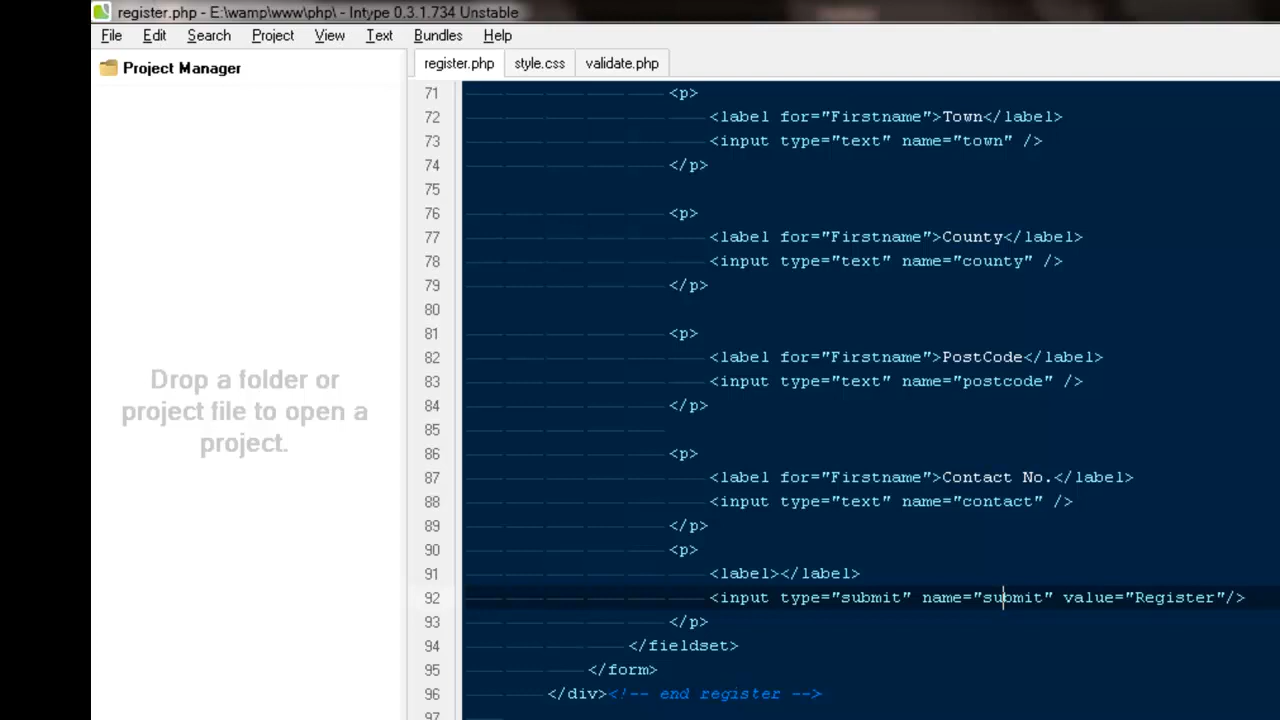 register.php - E:\wamp\www\php\ - Intype 0.3.1.734 Unstable
File Edit Search Project View Text Bundles Help
Project Manager
register.php style.css validate.php
Drop a folder or
project file to open a
project.
71 <p>
72 <label for="Firstname">Town</label>
73 <input type="text" name="town" />
74 </p>
75
76 <p>
77 <label for="Firstname">County</label>
78 <input type="text" name="county" />
79 </p>
80
81 <p>
82 <label for="Firstname">PostCode</label>
83 <input type="text" name="postcode" />
84 </p>
85
86 <p>
87 <label for="Firstname">Contact No.</label>
88 <input type="text" name="contact" />
89 </p>
90 <p>
91 <label></label>
92 <input type="submit" name="submit" value="Register"/>
93 </p>
94 </fieldset>
95 </form>
96 </div><!-- end register -->
97